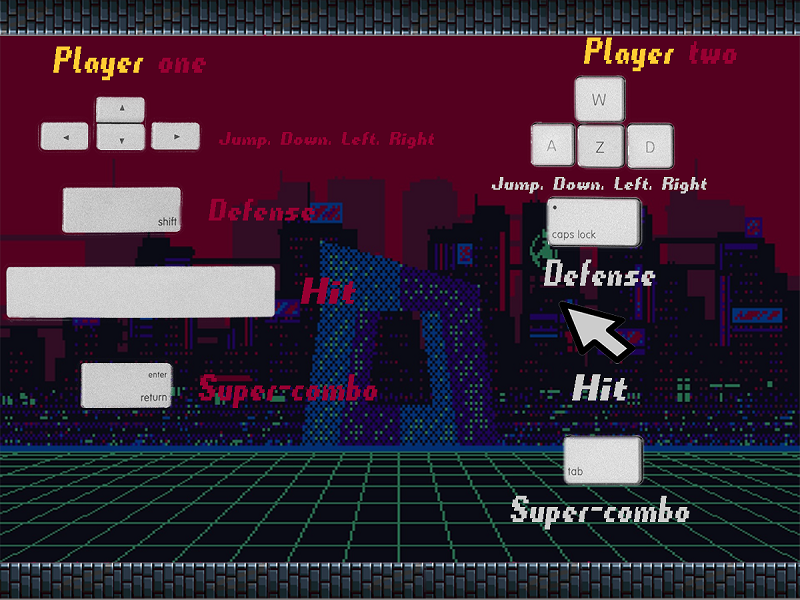 Player one
Jump. Down. Left. Right
shift
Defense
Hit
enter
return
Super-combo
Player two
W
A
Z
D
Jump. Down. Left. Right
caps lock
Defense
Hit
tab
Super-combo